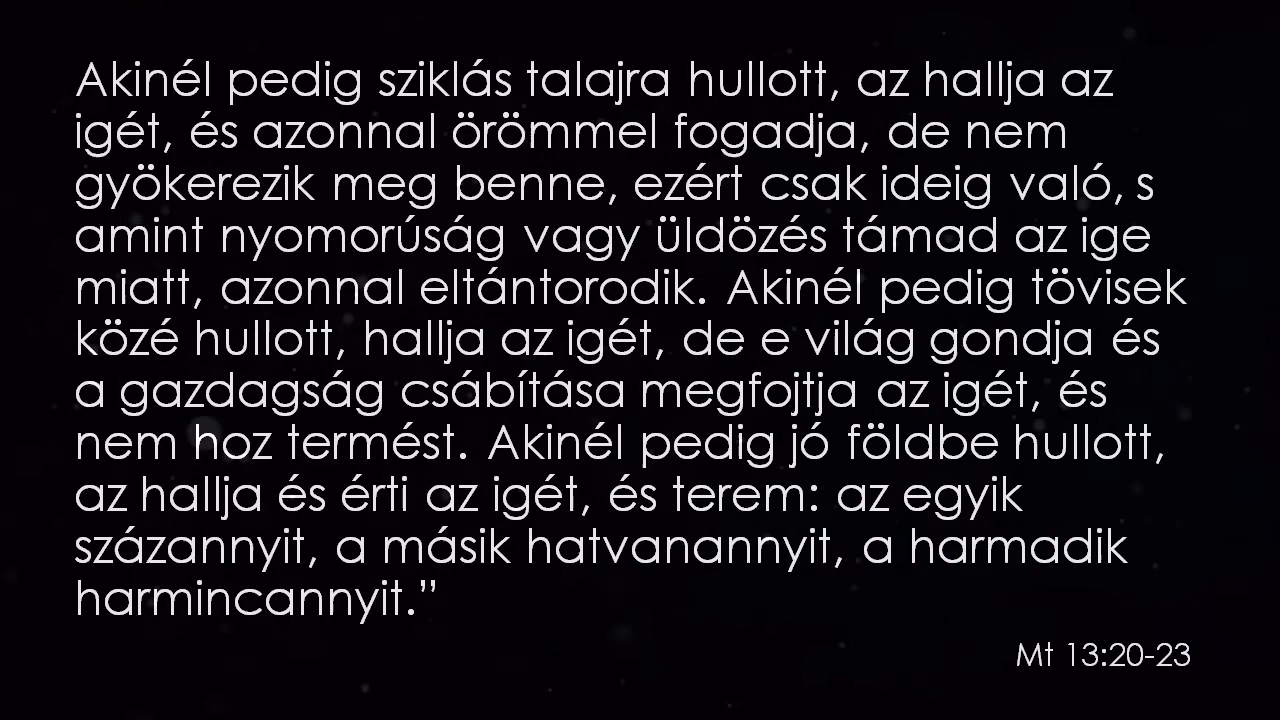 Akinél pedig sziklás talajra hullott, az hallja az
igét, és azonnal örömmel fogadja, de nem
gyökerezik meg benne, ezért csak ideig való, s
amint nyomorúság vagy üldözés támad az ige
miatt, azonnal eltántorodik. Akinél pedig tövisek
közé hullott, hallja az igét, de e világ gondja és
a gazdagság csábítása megfojtja az igét, és
nem hoz termést. Akinél pedig jó földbe hullott,
az hallja és érti az igét, és terem: az egyik
százannyit, a másik hatvanannyit, a harmadik
harmincannyit.”
Mt 13:20-23